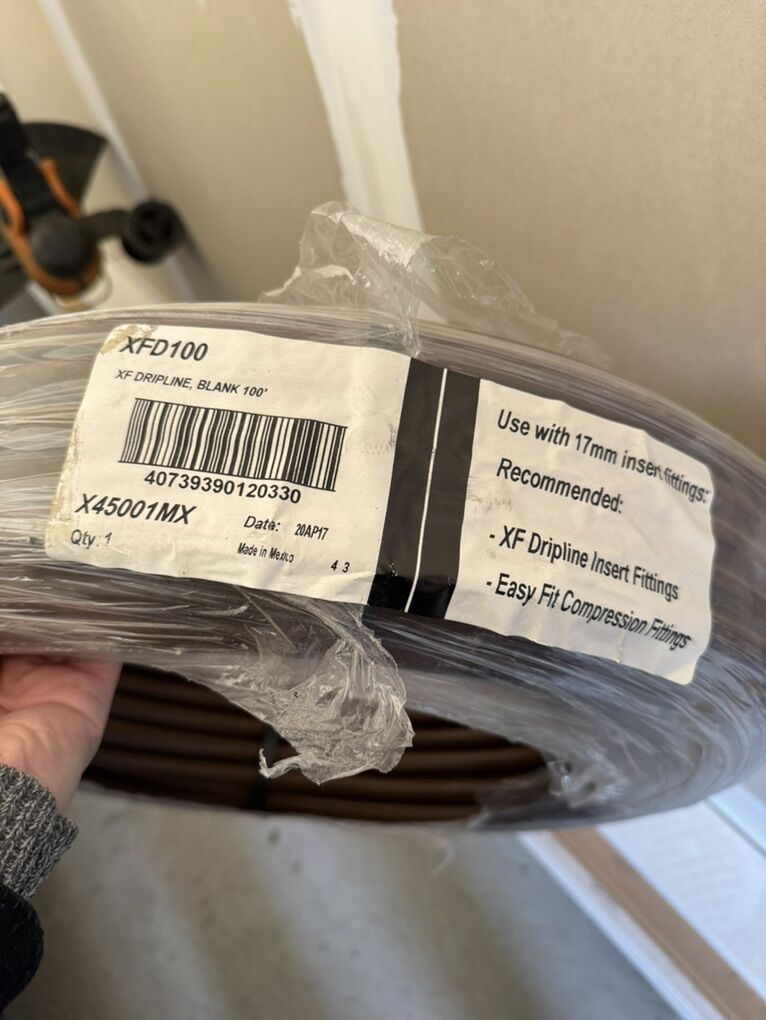 XFD100
XF DRIPLINE, BLANK 100'
40739390120330
X45001MX
Date: 20AP17
Qty: 1
Made in Mexico
4 3
Use with 17mm insert fittings:
Recommended:
- XF Dripline Insert Fittings
- Easy Fit Compression Fittings